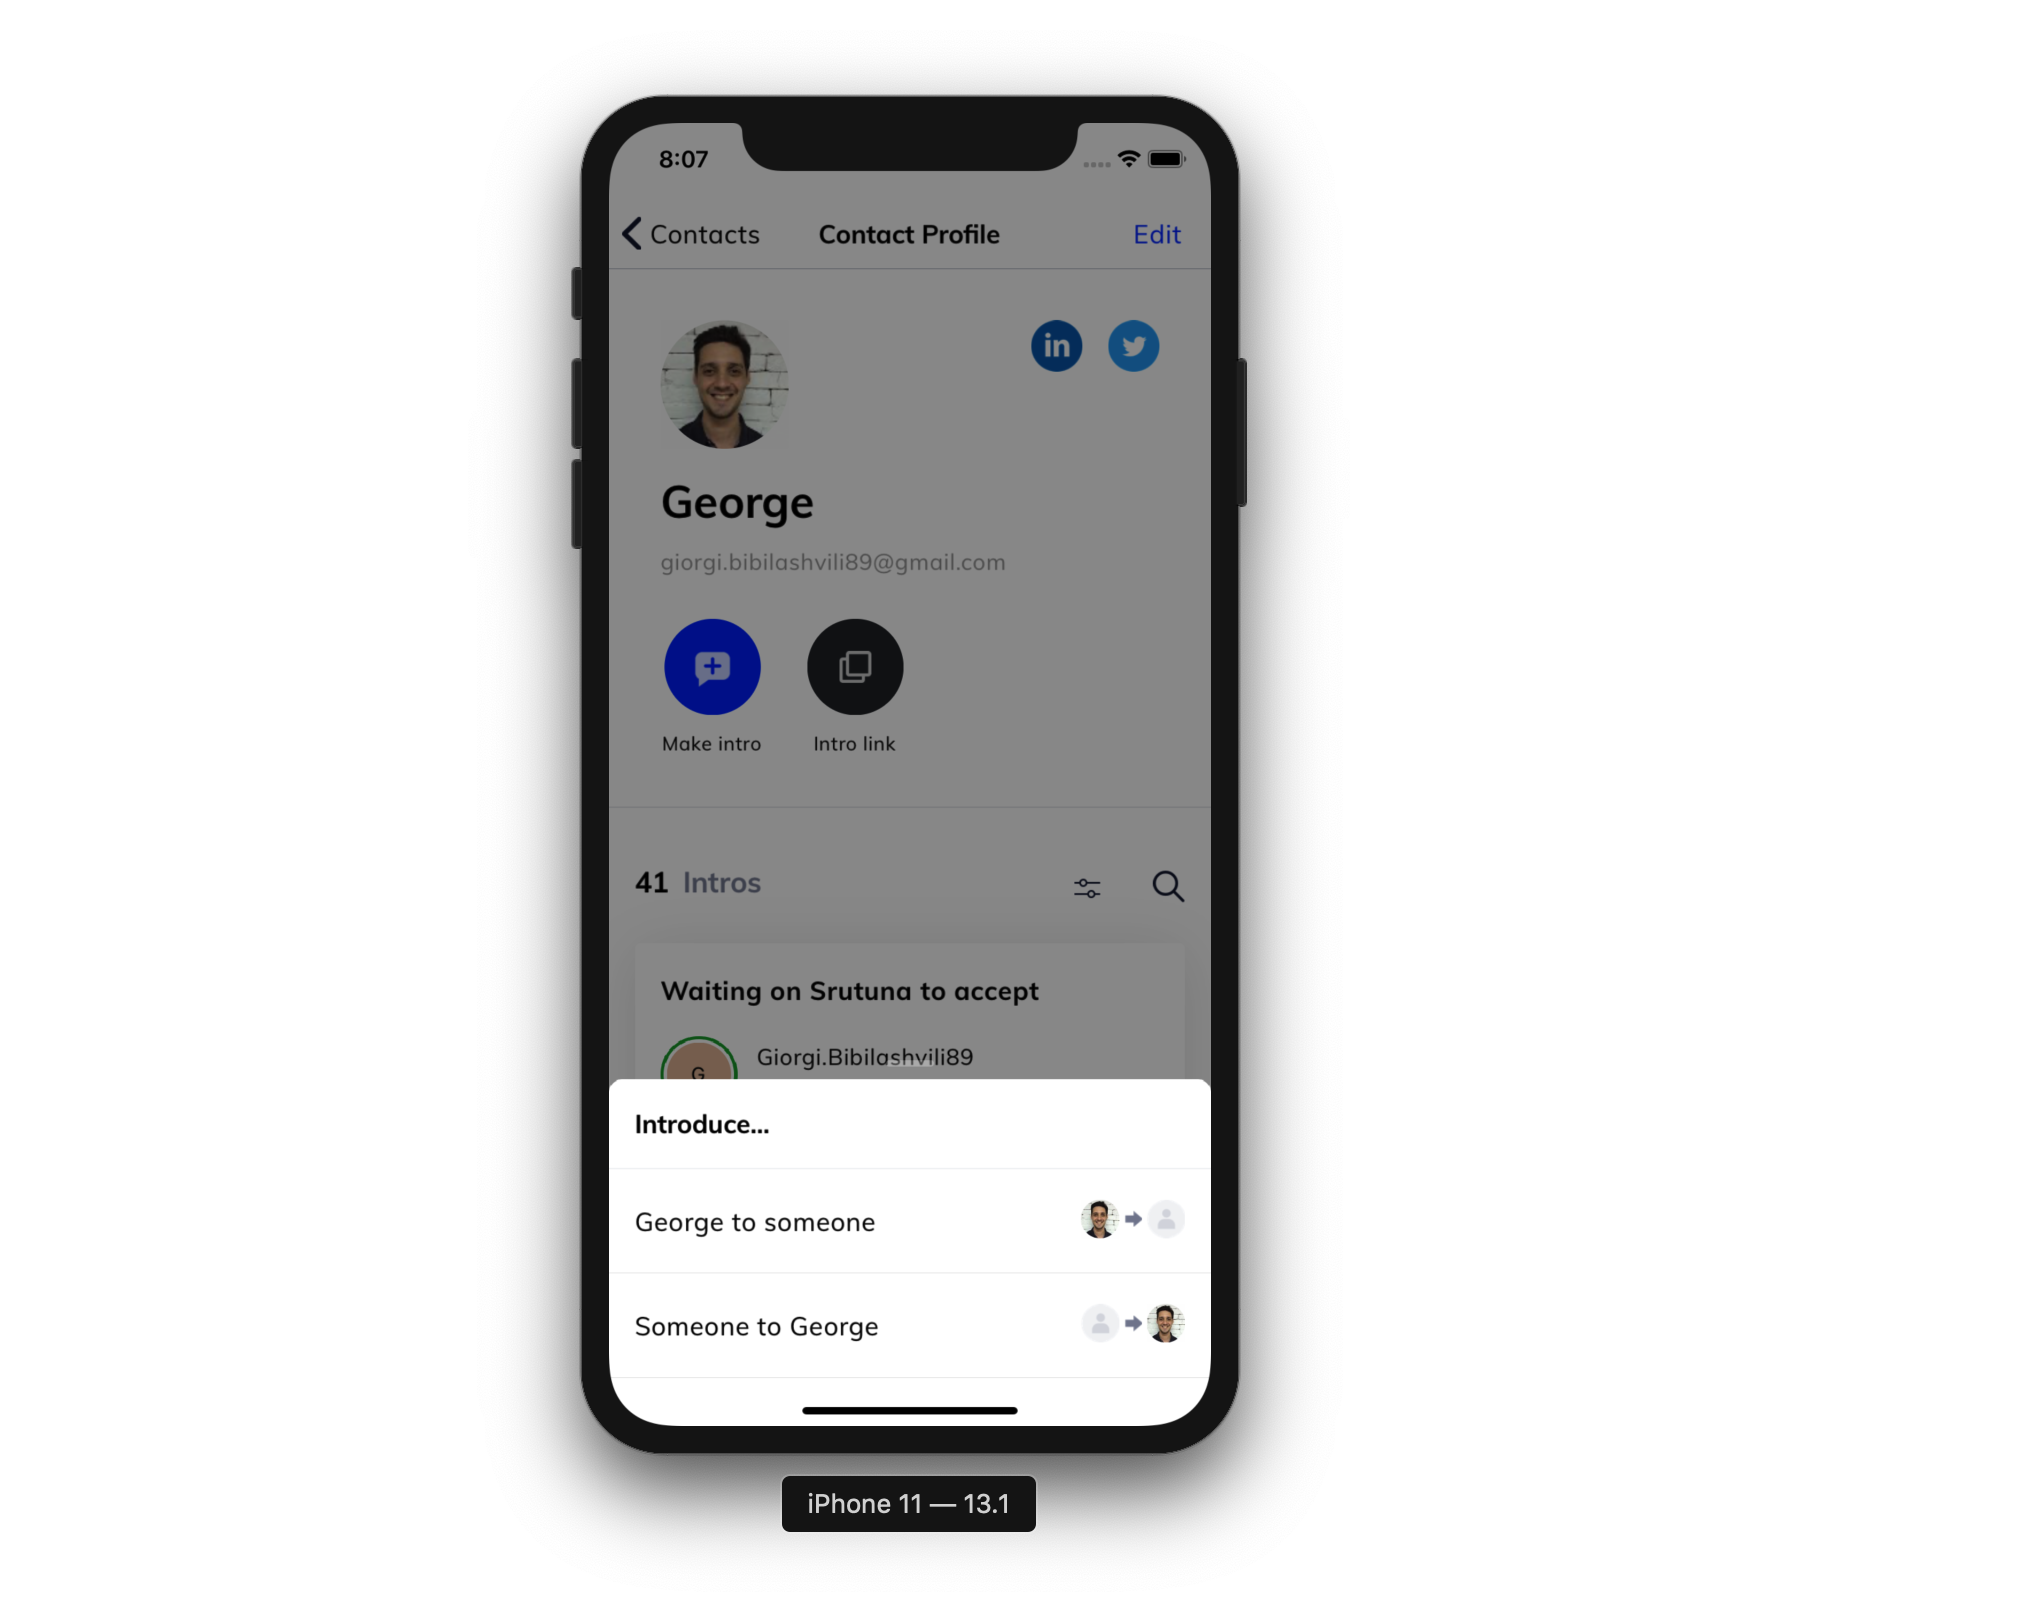 8:07
Contacts
Contact Profile
Edit
in
George
giorgi.bibilashvili89@gmail.com
Make intro
Intro link
41 Intros
Waiting on Srutuna to accept
Giorgi.Bibilashvili89
G
Introduce...
George to someone
Someone to George
iPhone 11 — 13.1